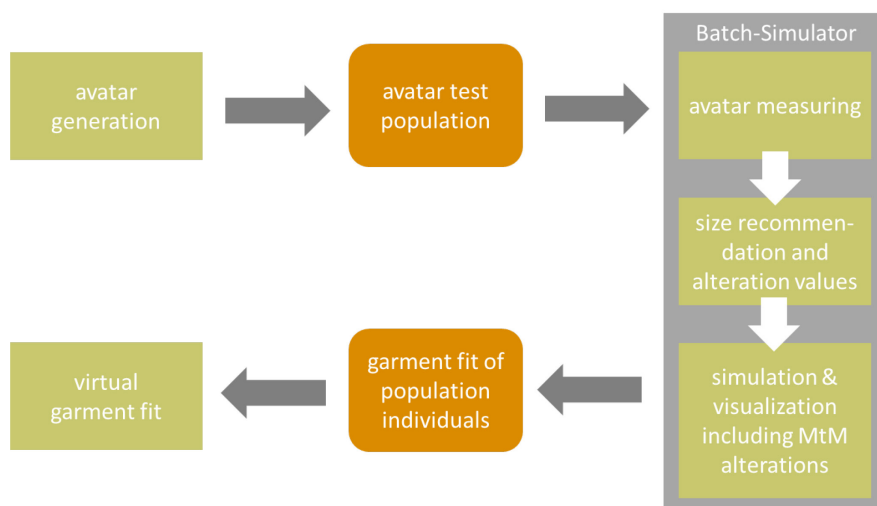 avatar
generation
avatar test
population
Batch-Simulator
avatar measuring
size recommen-
dation and
alteration values
simulation &
visualization
including MtM
alterations
garment fit of
population
individuals
virtual
garment fit